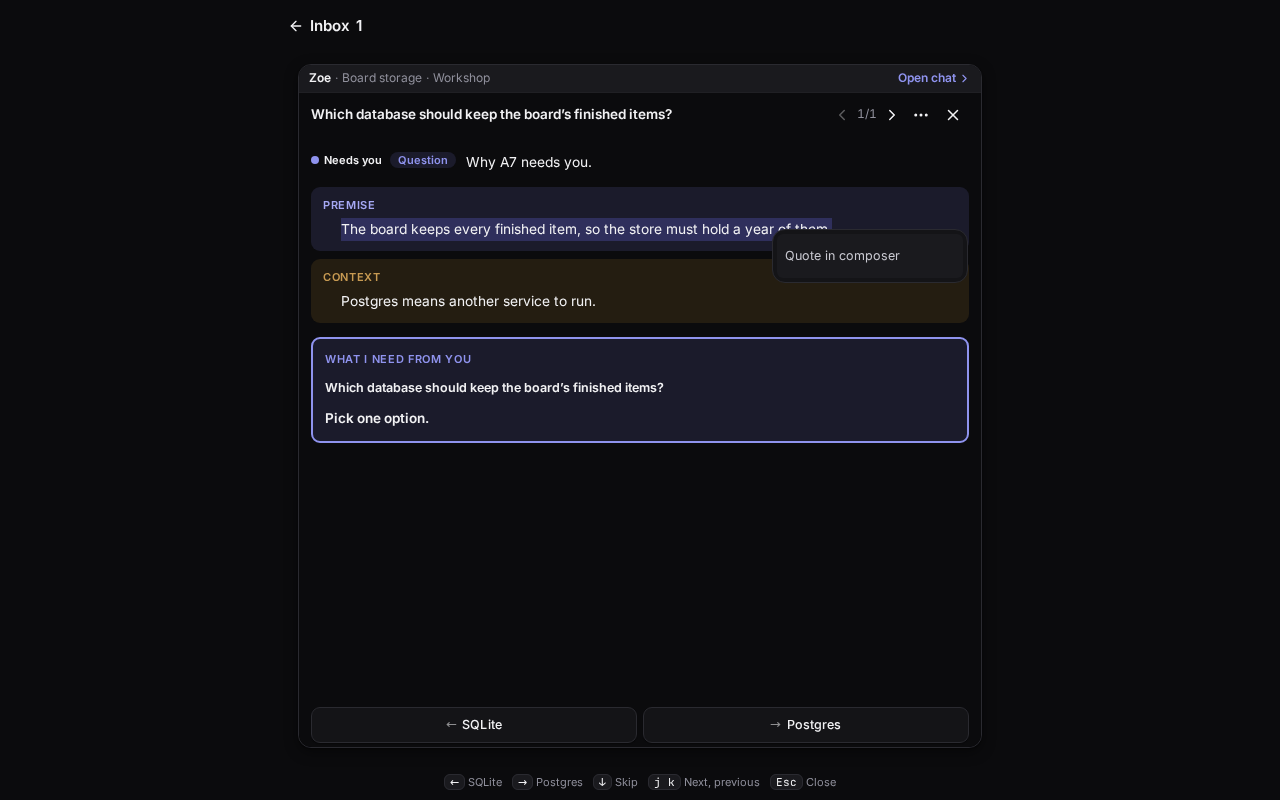 ← Inbox 1
Zoe · Board storage · Workshop
Open chat >
Which database should keep the board’s finished items?
1/1
Needs you
Question
Why A7 needs you.
PREMISE
The board keeps every finished item, so the store must hold a year of them.
Quote in composer
CONTEXT
Postgres means another service to run.
WHAT I NEED FROM YOU
Which database should keep the board’s finished items?
Pick one option.
← SQLite
→ Postgres
← SQLite → Postgres ↓ Skip j k Next, previous Esc Close